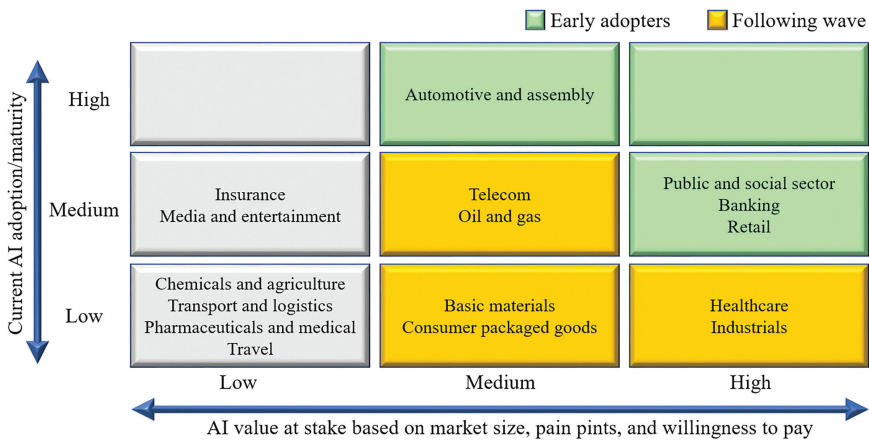 Early adopters
Following wave
Current AI adoption/maturity
High
Automotive and assembly
Medium
Insurance
Media and entertainment
Telecom
Oil and gas
Public and social sector
Banking
Retail
Low
Chemicals and agriculture
Transport and logistics
Pharmaceuticals and medical
Travel
Basic materials
Consumer packaged goods
Healthcare
Industrials
Low
Medium
High
AI value at stake based on market size, pain pints, and willingness to pay